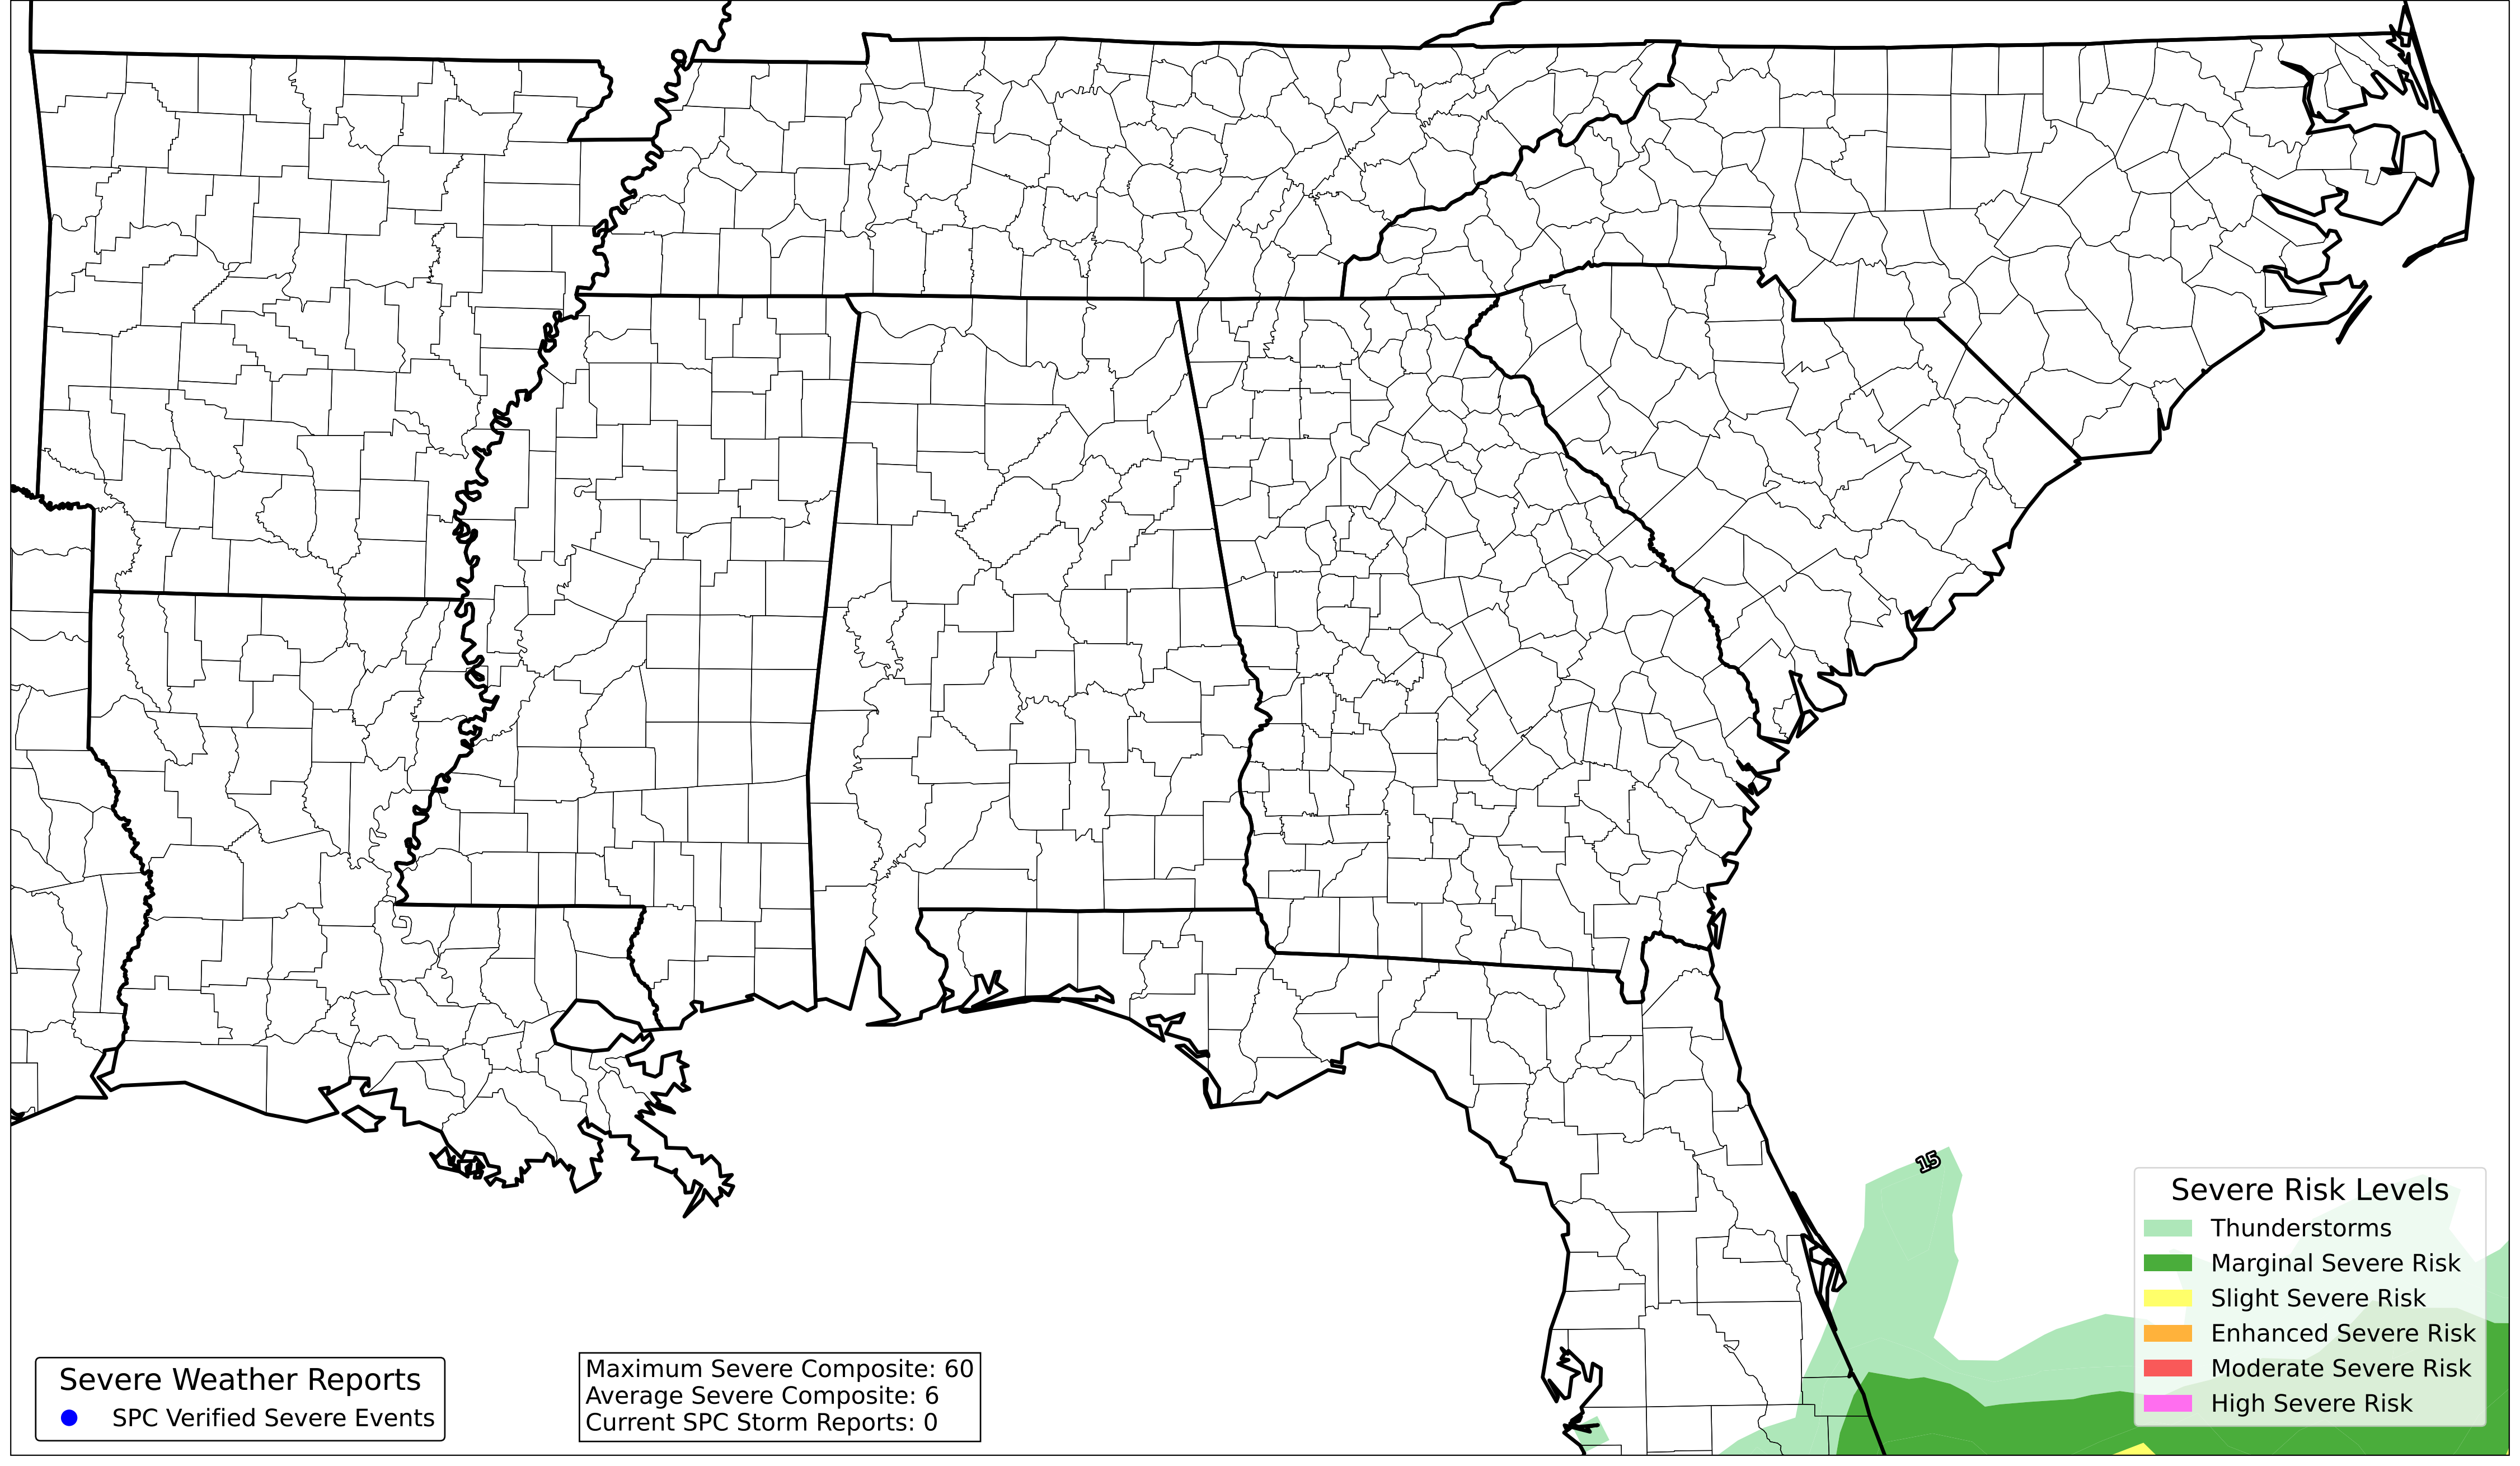 15
Severe Risk Levels
Thunderstorms
Marginal Severe Risk
Slight Severe Risk
Enhanced Severe Risk
Moderate Severe Risk
High Severe Risk
Severe Weather Reports
SPC Verified Severe Events
Maximum Severe Composite: 60
Average Severe Composite: 6
Current SPC Storm Reports: 0